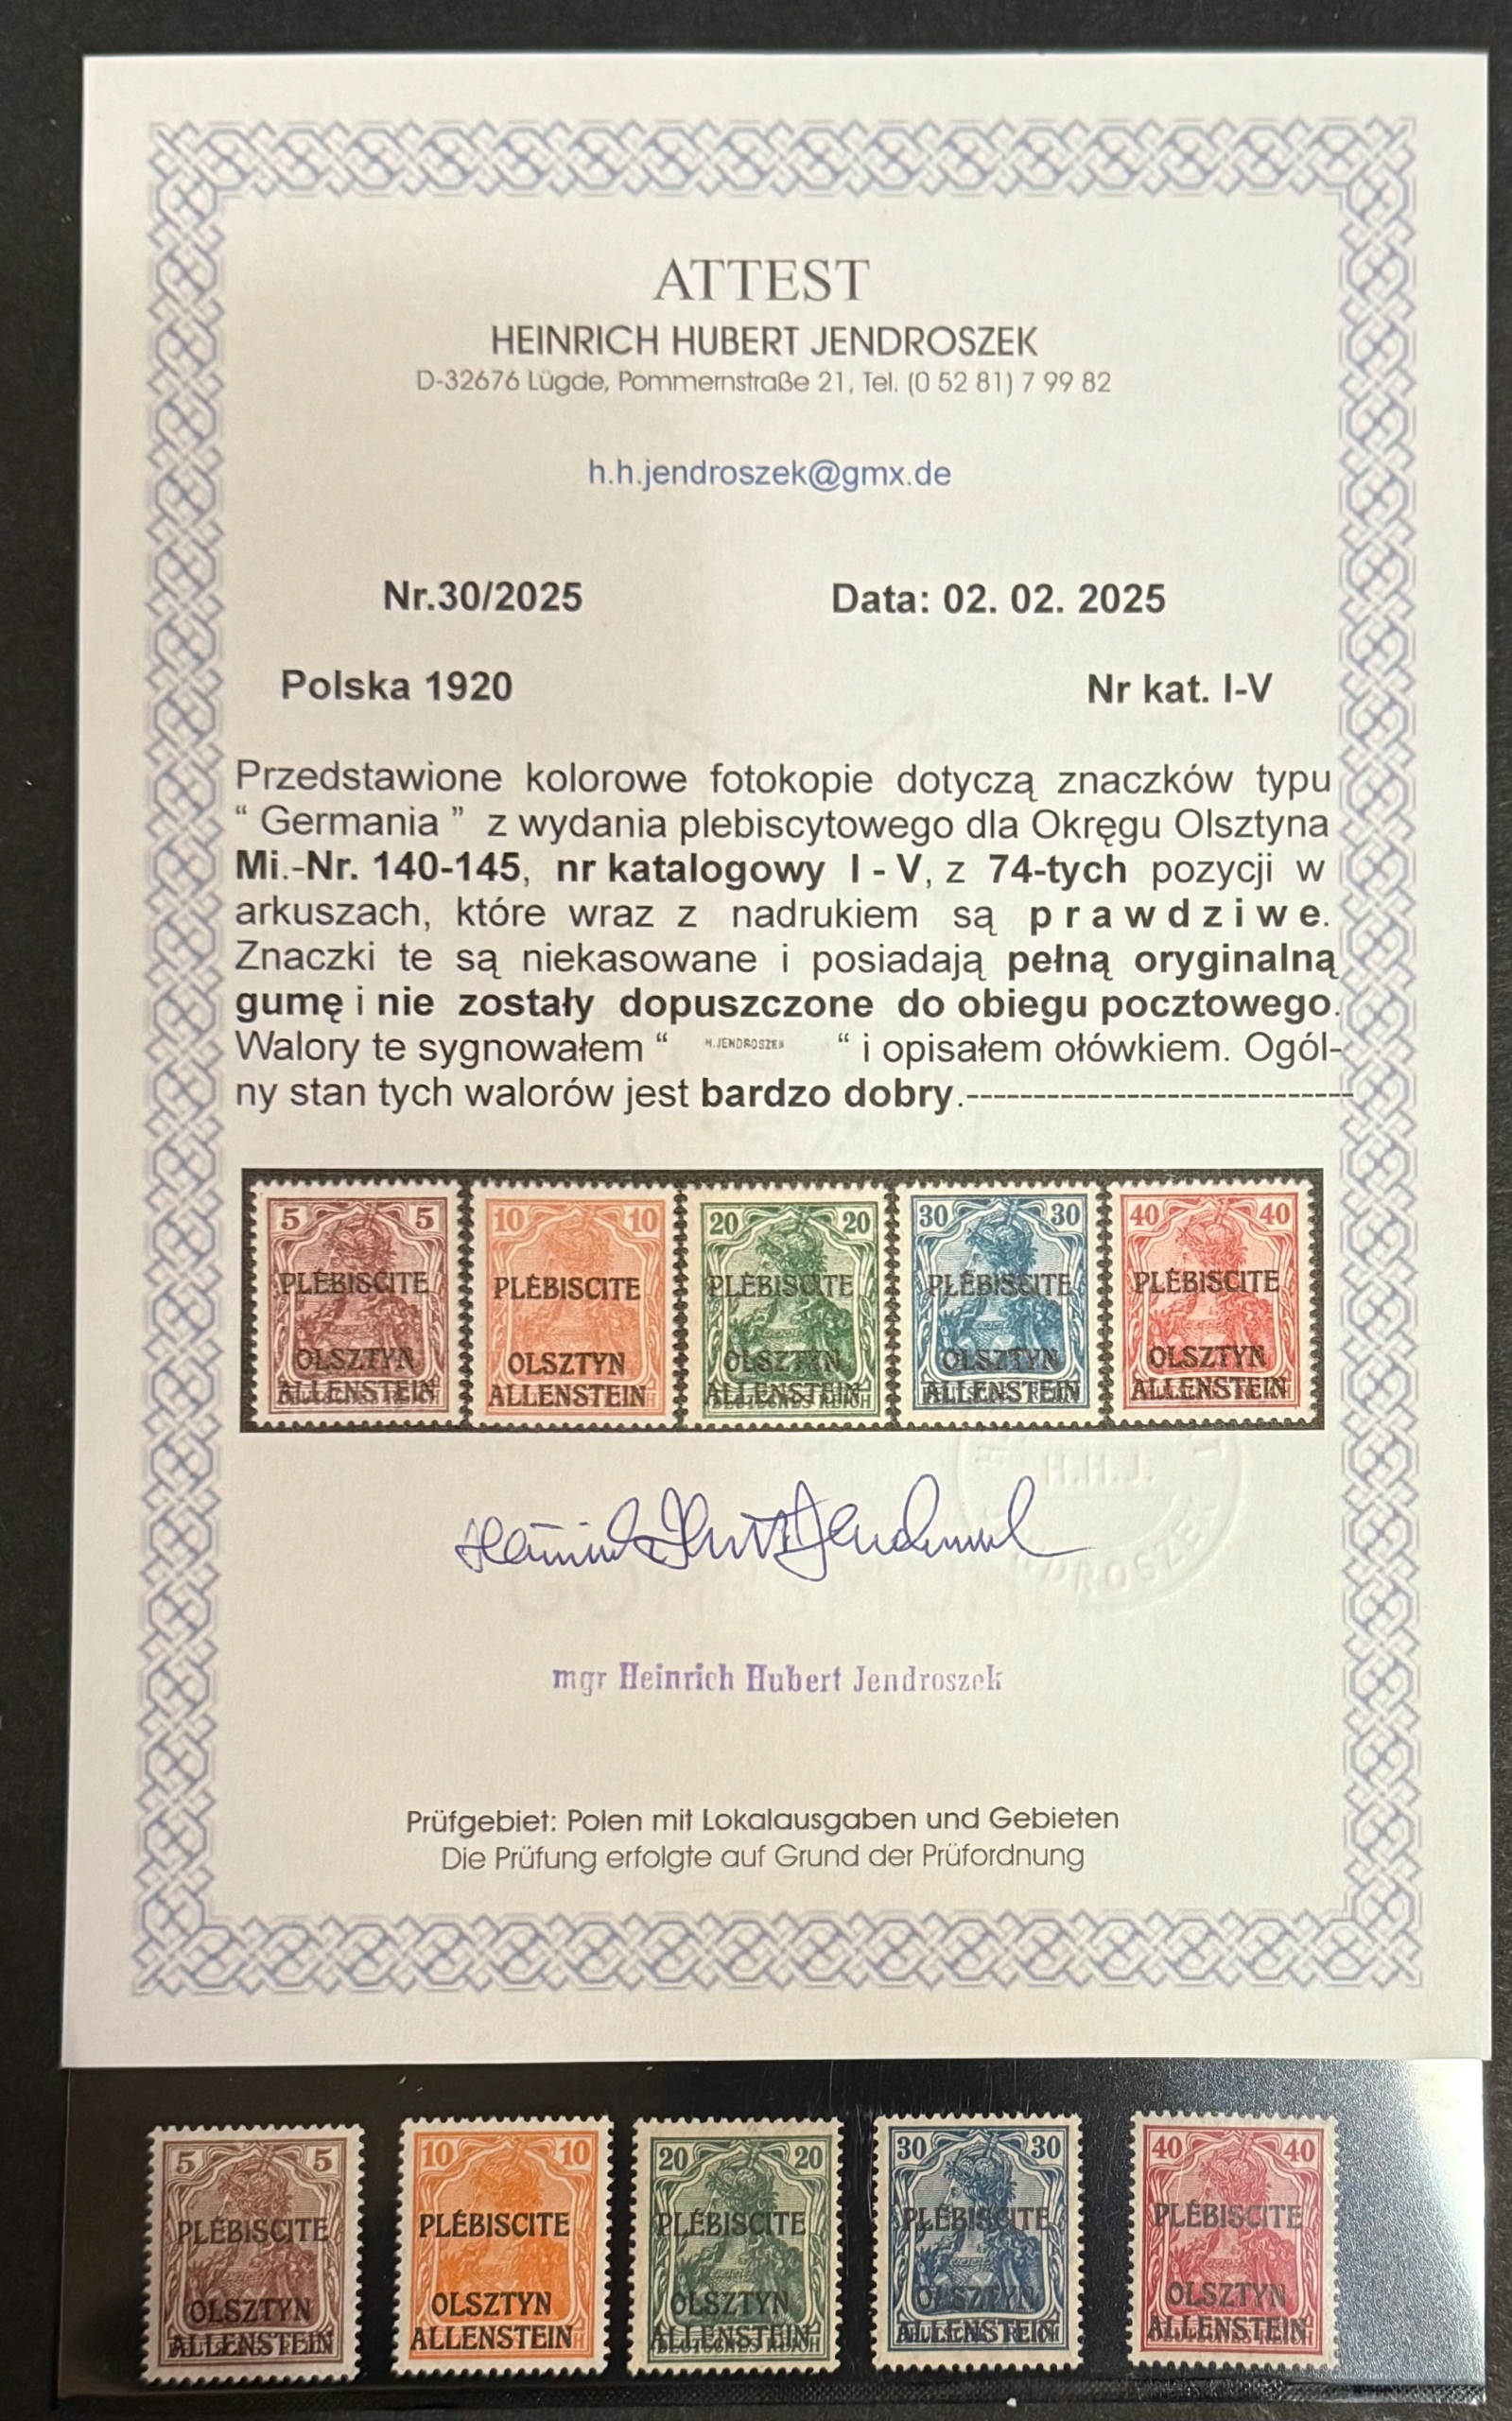 ATTEST
HEINRICH HUBERT JENDROSZEK
D-32676 Lügde, Pommernstraße 21, Tel. (0 52 81) 7 99 82
h.h.jendroszek@gmx.de
Nr.30/2025 Data: 02. 02. 2025
Polska 1920 Nr kat. I-V
Przedstawione kolorowe fotokopie dotyczą znaczków typu
“ Germania ” z wydania plebiscytowego dla Okręgu Olsztyna
Mi.-Nr. 140-145, nr katalogowy I - V, z 74-tych pozycji w
arkuszach, które wraz z nadrukiem są p r a w d z i w e.
Znaczki te są niekasowane i posiadają pełną oryginalną
gumę i nie zostały dopuszczone do obiegu pocztowego.
Walory te sygnowałem “ H.JENDROSZEK “ i opisałem ołówkiem. Ogól-
ny stan tych walorów jest bardzo dobry.------------------------------
5 5 10 10 20 20 30 30 40 40
PLÉBISCITE PLÉBISCITE PLÉBISCITE PLÉBISCITE PLÉBISCITE
OLSZTYN OLSZTYN OLSZTYN OLSZTYN OLSZTYN
ALLENSTEIN ALLENSTEIN ALLENSTEIN ALLENSTEIN ALLENSTEIN
H.H.J.
Heinrich Hubert Jendroszek
mgr Heinrich Hubert Jendroszek
Prüfgebiet: Polen mit Lokalausgaben und Gebieten
Die Prüfung erfolgte auf Grund der Prüfordnung
5 5 10 10 20 20 30 30 40 40
PLÉBISCITE PLÉBISCITE PLÉBISCITE PLÉBISCITE PLÉBISCITE
OLSZTYN OLSZTYN OLSZTYN OLSZTYN OLSZTYN
ALLENSTEIN ALLENSTEIN ALLENSTEIN ALLENSTEIN ALLENSTEIN